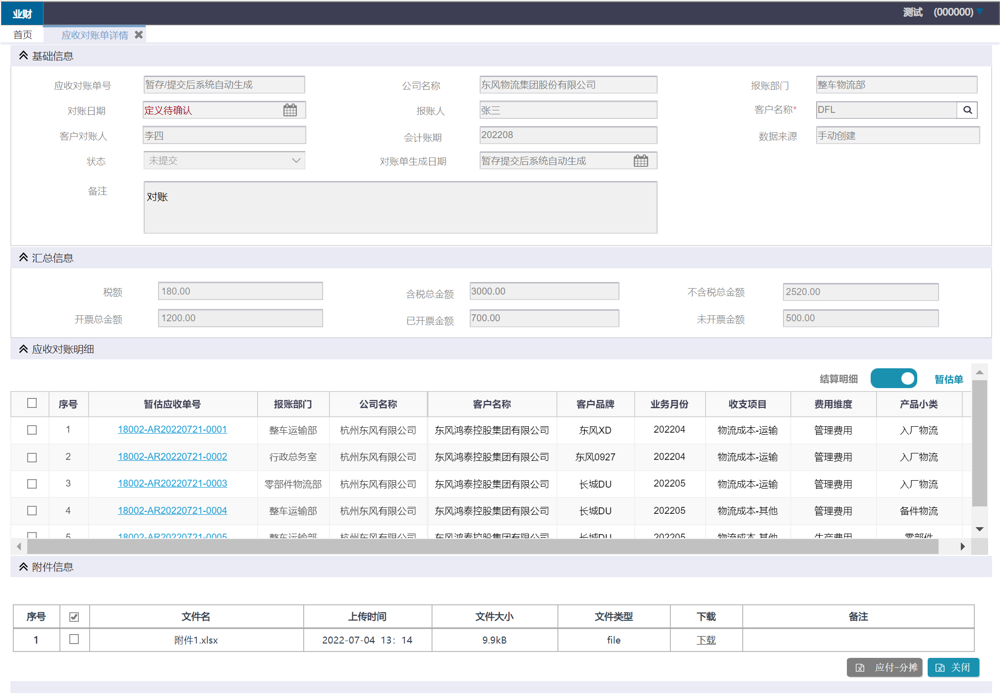 业财 测试 (000000)
首页 应收对账单详情
基础信息
应收对账单号 暂存/提交后系统自动生成 公司名称 东风物流集团股份有限公司 报账部门 整车物流部
对账日期 定义待确认 报账人 张三 客户名称* DFL
客户对账人 李四 会计账期 202208 数据来源 手动创建
状态 未提交 对账单生成日期 暂存提交后系统自动生成
备注 对账
汇总信息
税额 180.00 含税总金额 3000.00 不含税总金额 2520.00
开票总金额 1200.00 已开票金额 700.00 未开票金额 500.00
应收对账明细
结算明细 暂估单
序号 暂估应收单号 报账部门 公司名称 客户名称 客户品牌 业务月份 收支项目 费用维度 产品小类
1 18002-AR20220721-0001 整车运输部 杭州东风有限公司 东风鸿泰控股集团有限公司 东风XD 202204 物流成本-运输 管理费用 入厂物流
2 18002-AR20220721-0002 行政总务室 杭州东风有限公司 东风鸿泰控股集团有限公司 东风0927 202204 物流成本-运输 管理费用 入厂物流
3 18002-AR20220721-0003 零部件物流部 杭州东风有限公司 东风鸿泰控股集团有限公司 长城DU 202205 物流成本-运输 管理费用 入厂物流
4 18002-AR20220721-0004 整车运输部 杭州东风有限公司 东风鸿泰控股集团有限公司 长城DU 202205 物流成本-其他 管理费用 备件物流
5 18002-AR20220721-0005 整车运输部 杭州东风有限公司 东风鸿泰控股集团有限公司 长城DU 202205 物流成本-其他 生产费用 零部件
附件信息
序号 文件名 上传时间 文件大小 文件类型 下载 备注
1 附件1.xlsx 2022-07-04 13：14 9.9kB file 下载
应付-分摊 关闭